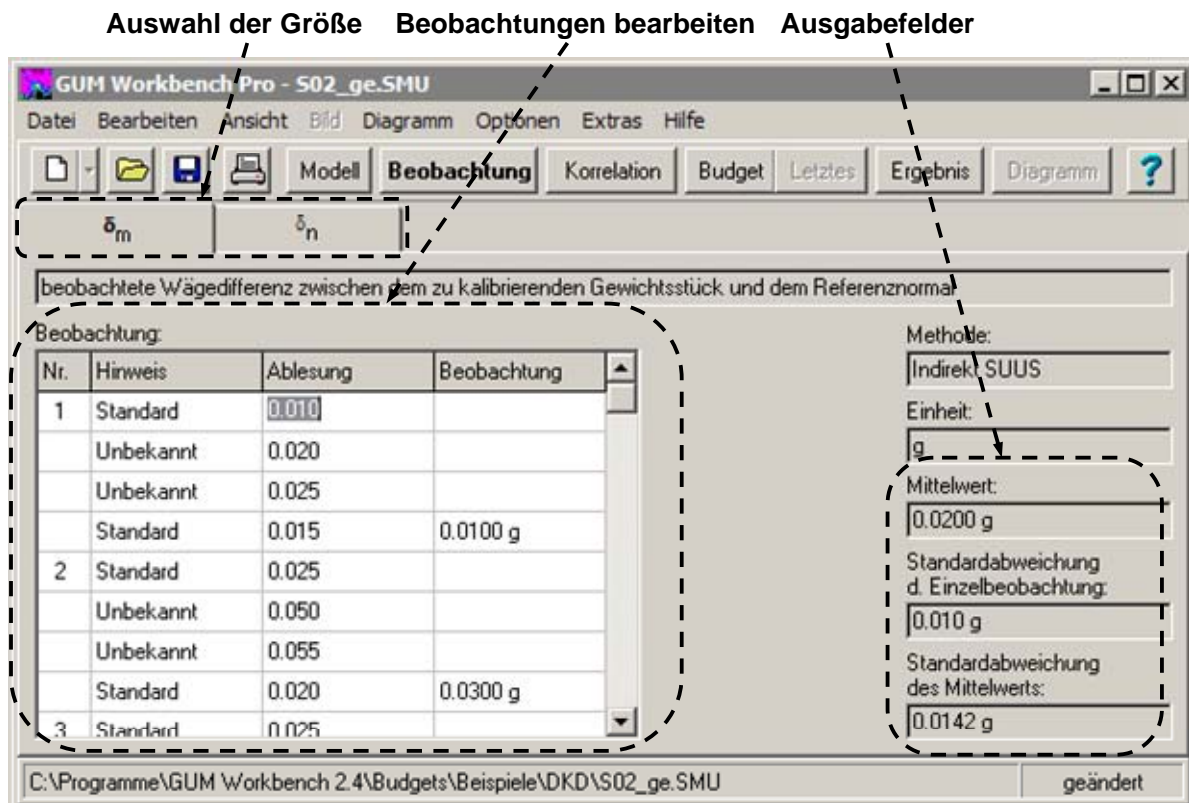 Auswahl der Größe Beobachtungen bearbeiten Ausgabefelder
GUM Workbench Pro - S02_ge.SMU
Datei Bearbeiten Ansicht Bild Diagramm Optionen Extras Hilfe
Modell Beobachtung Korrelation Budget Letztes Ergebnis Diagramm ?
δm δn
beobachtete Wägedifferenz zwischen dem zu kalibrierenden Gewichtsstück und dem Referenznormal
Beobachtung:
Nr. Hinweis Ablesung Beobachtung
1 Standard 0.010
Unbekannt 0.020
Unbekannt 0.025
Standard 0.015 0.0100 g
2 Standard 0.025
Unbekannt 0.050
Unbekannt 0.055
Standard 0.020 0.0300 g
3 Standard 0.025
Methode:
Indirekt SUUS
Einheit:
g
Mittelwert:
0.0200 g
Standardabweichung
d. Einzelbeobachtung:
0.010 g
Standardabweichung
des Mittelwerts:
0.0142 g
C:\Programme\GUM Workbench 2.4\Budgets\Beispiele\DKD\S02_ge.SMU geändert